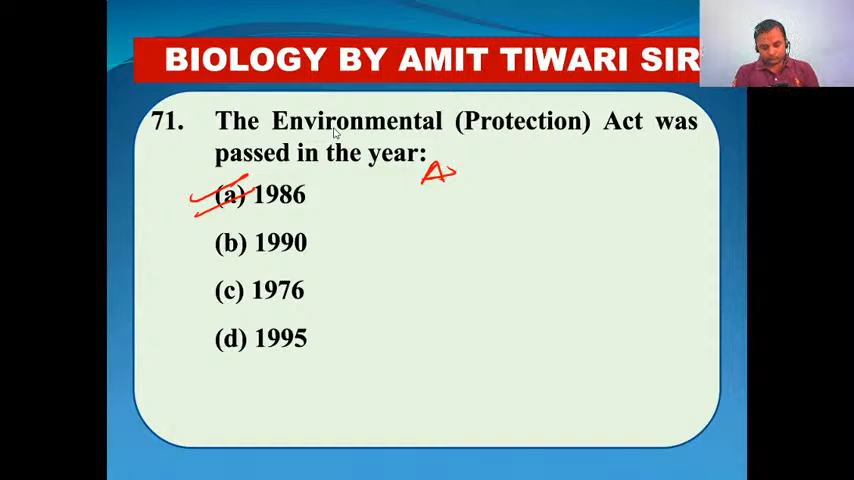 BIOLOGY BY AMIT TIWARI SIR
71. The Environmental (Protection) Act was
passed in the year:
A
(a) 1986
(b) 1990
(c) 1976
(d) 1995